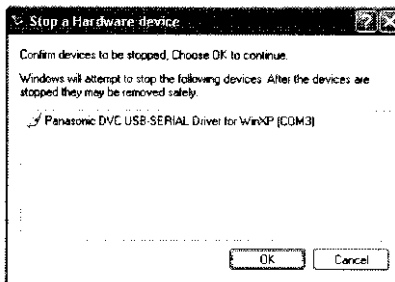 Stop a Hardware device
Confirm devices to be stopped, Choose OK to continue.
Windows will attempt to stop the following devices. After the devices are
stopped they may be removed safely.
Panasonic DVC USB-SERIAL Driver for WinXP (COM3)
OK Cancel